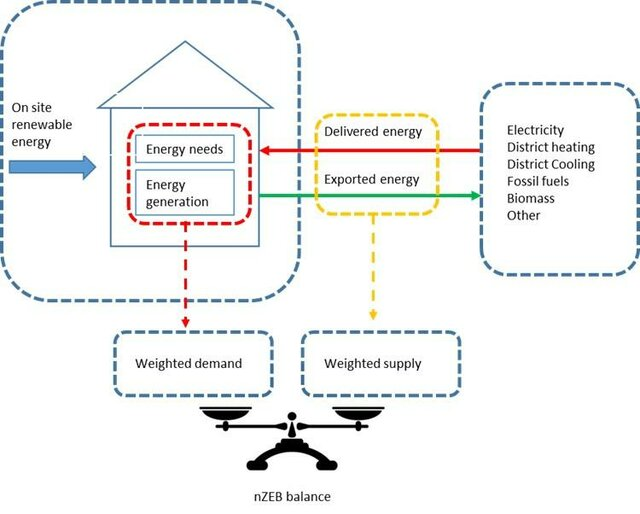 On site
renewable
energy
Energy needs
Energy
generation
Delivered energy
Exported energy
Electricity
District heating
District Cooling
Fossil fuels
Biomass
Other
Weighted demand
Weighted supply
nZEB balance